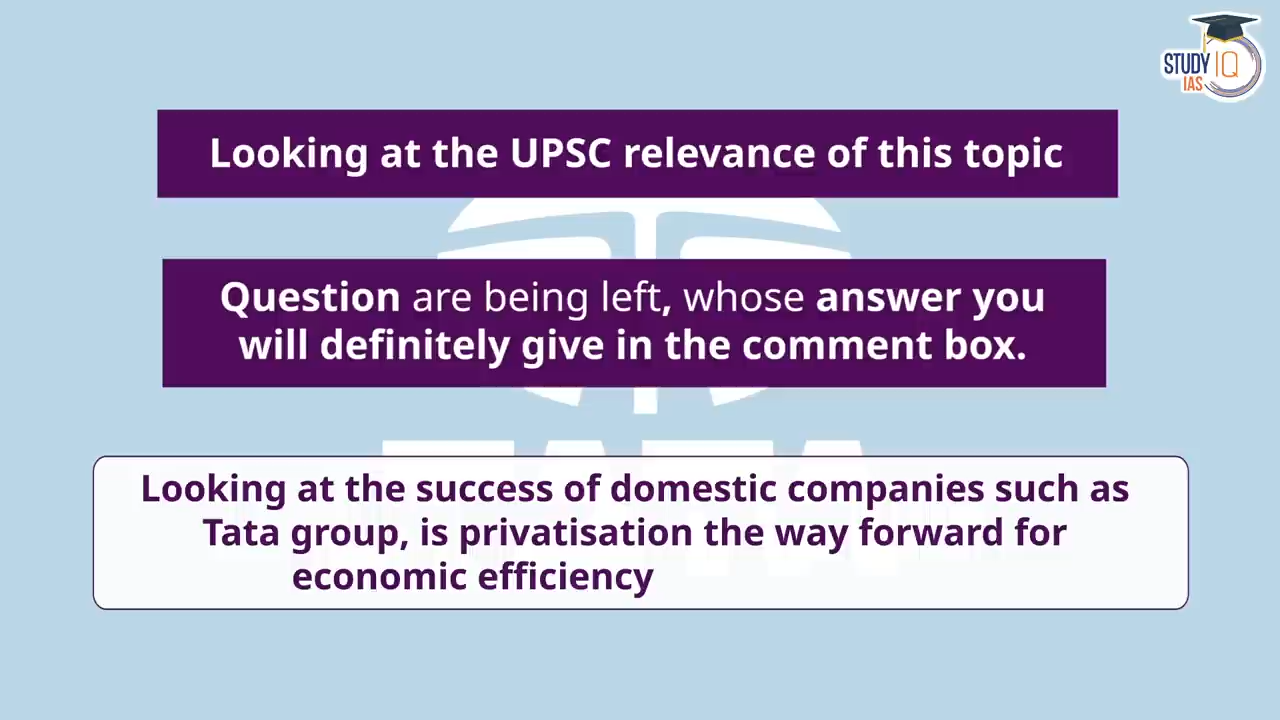 STUDY IQ
IAS
Looking at the UPSC relevance of this topic
Question are being left, whose answer you
will definitely give in the comment box.
TATA
Looking at the success of domestic companies such as
Tata group, is privatisation the way forward for
economic efficiency